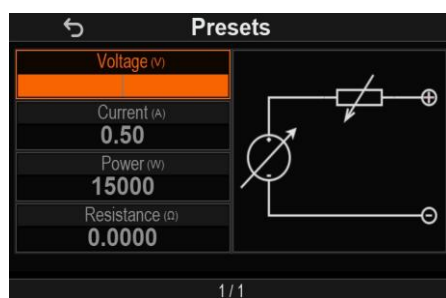 Presets
Voltage (V)
Current (A)
0.50
Power (W)
15000
Resistance (Ω)
0.0000
1 / 1